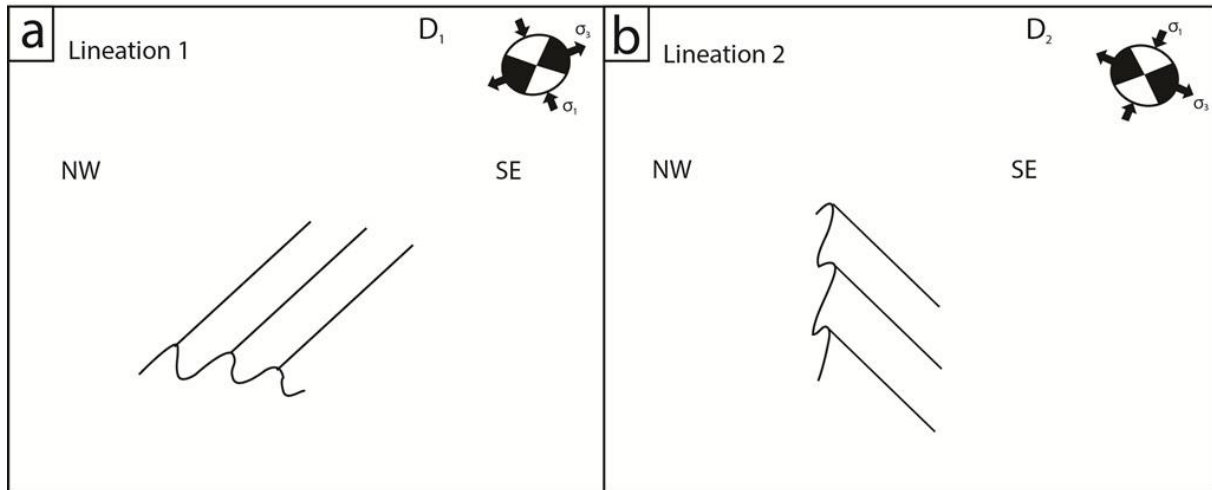 a
Lineation 1
D₁
σ₃
σ₁
NW
SE
b
Lineation 2
D₂
σ₁
σ₃
NW
SE